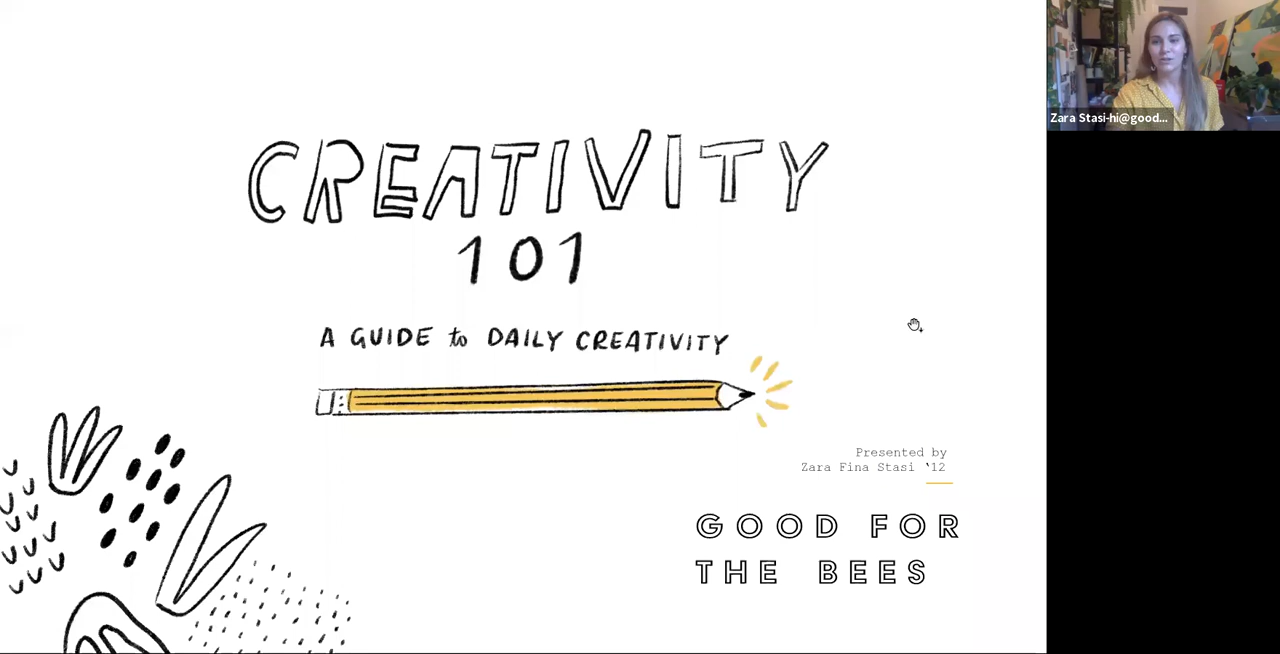 CREATIVITY
101
A GUIDE to DAILY CREATIVITY
Presented by
Zara Fina Stasi ‘12
GOOD FOR
THE BEES
Zara Stasi-hi@good...